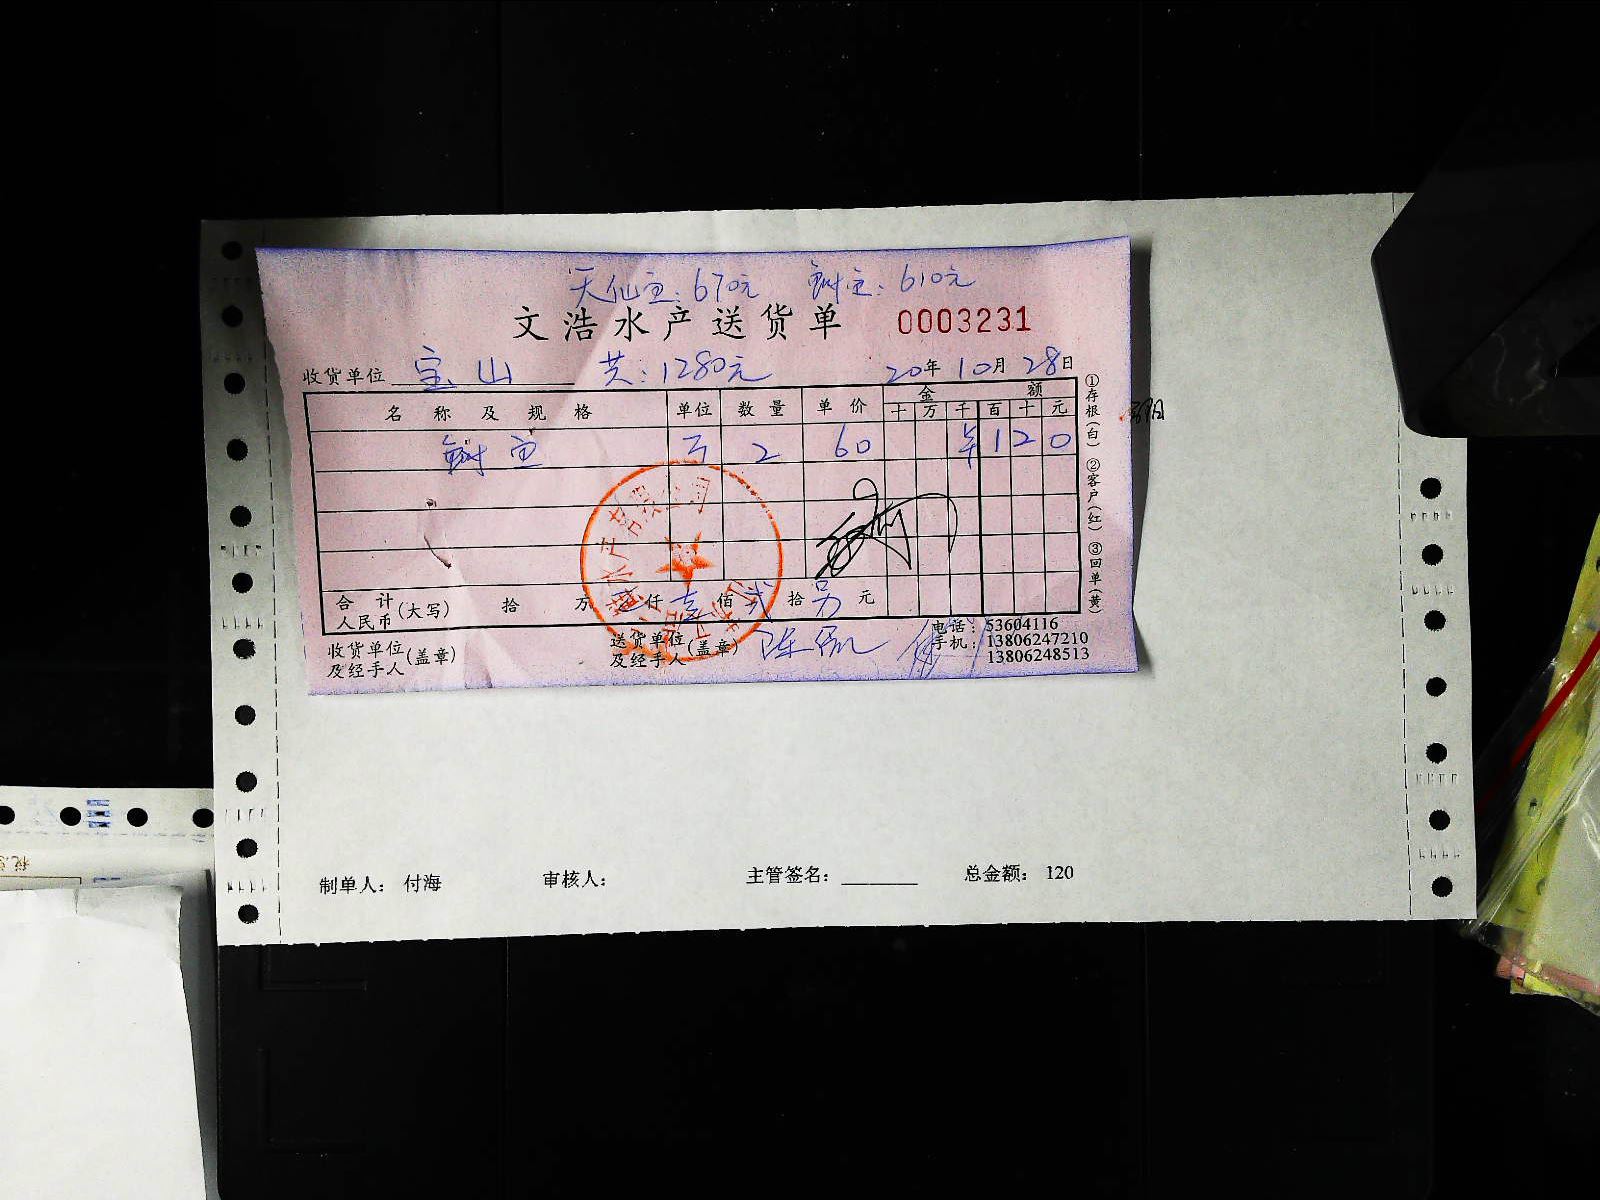 天仙宝:670元 鲥宝:610元
文浩水产送货单 0003231
收货单位 宝山 共:1280元 20年10月28日
名称及规格 单位 数量 单价 金额
十 万 千 百 十 元
2 60 ¥120
合计人民币(大写) 拾 万 仟 壹 佰 贰 拾 另 元
收货单位及经手人(盖章) 送货单位及经手人(盖章)
电话:53604116
手机:13806247210
13806248513
①存根(白) ②客户(红) ③回单(黄)
制单人: 付海 审核人: 主管签名: 总金额: 120